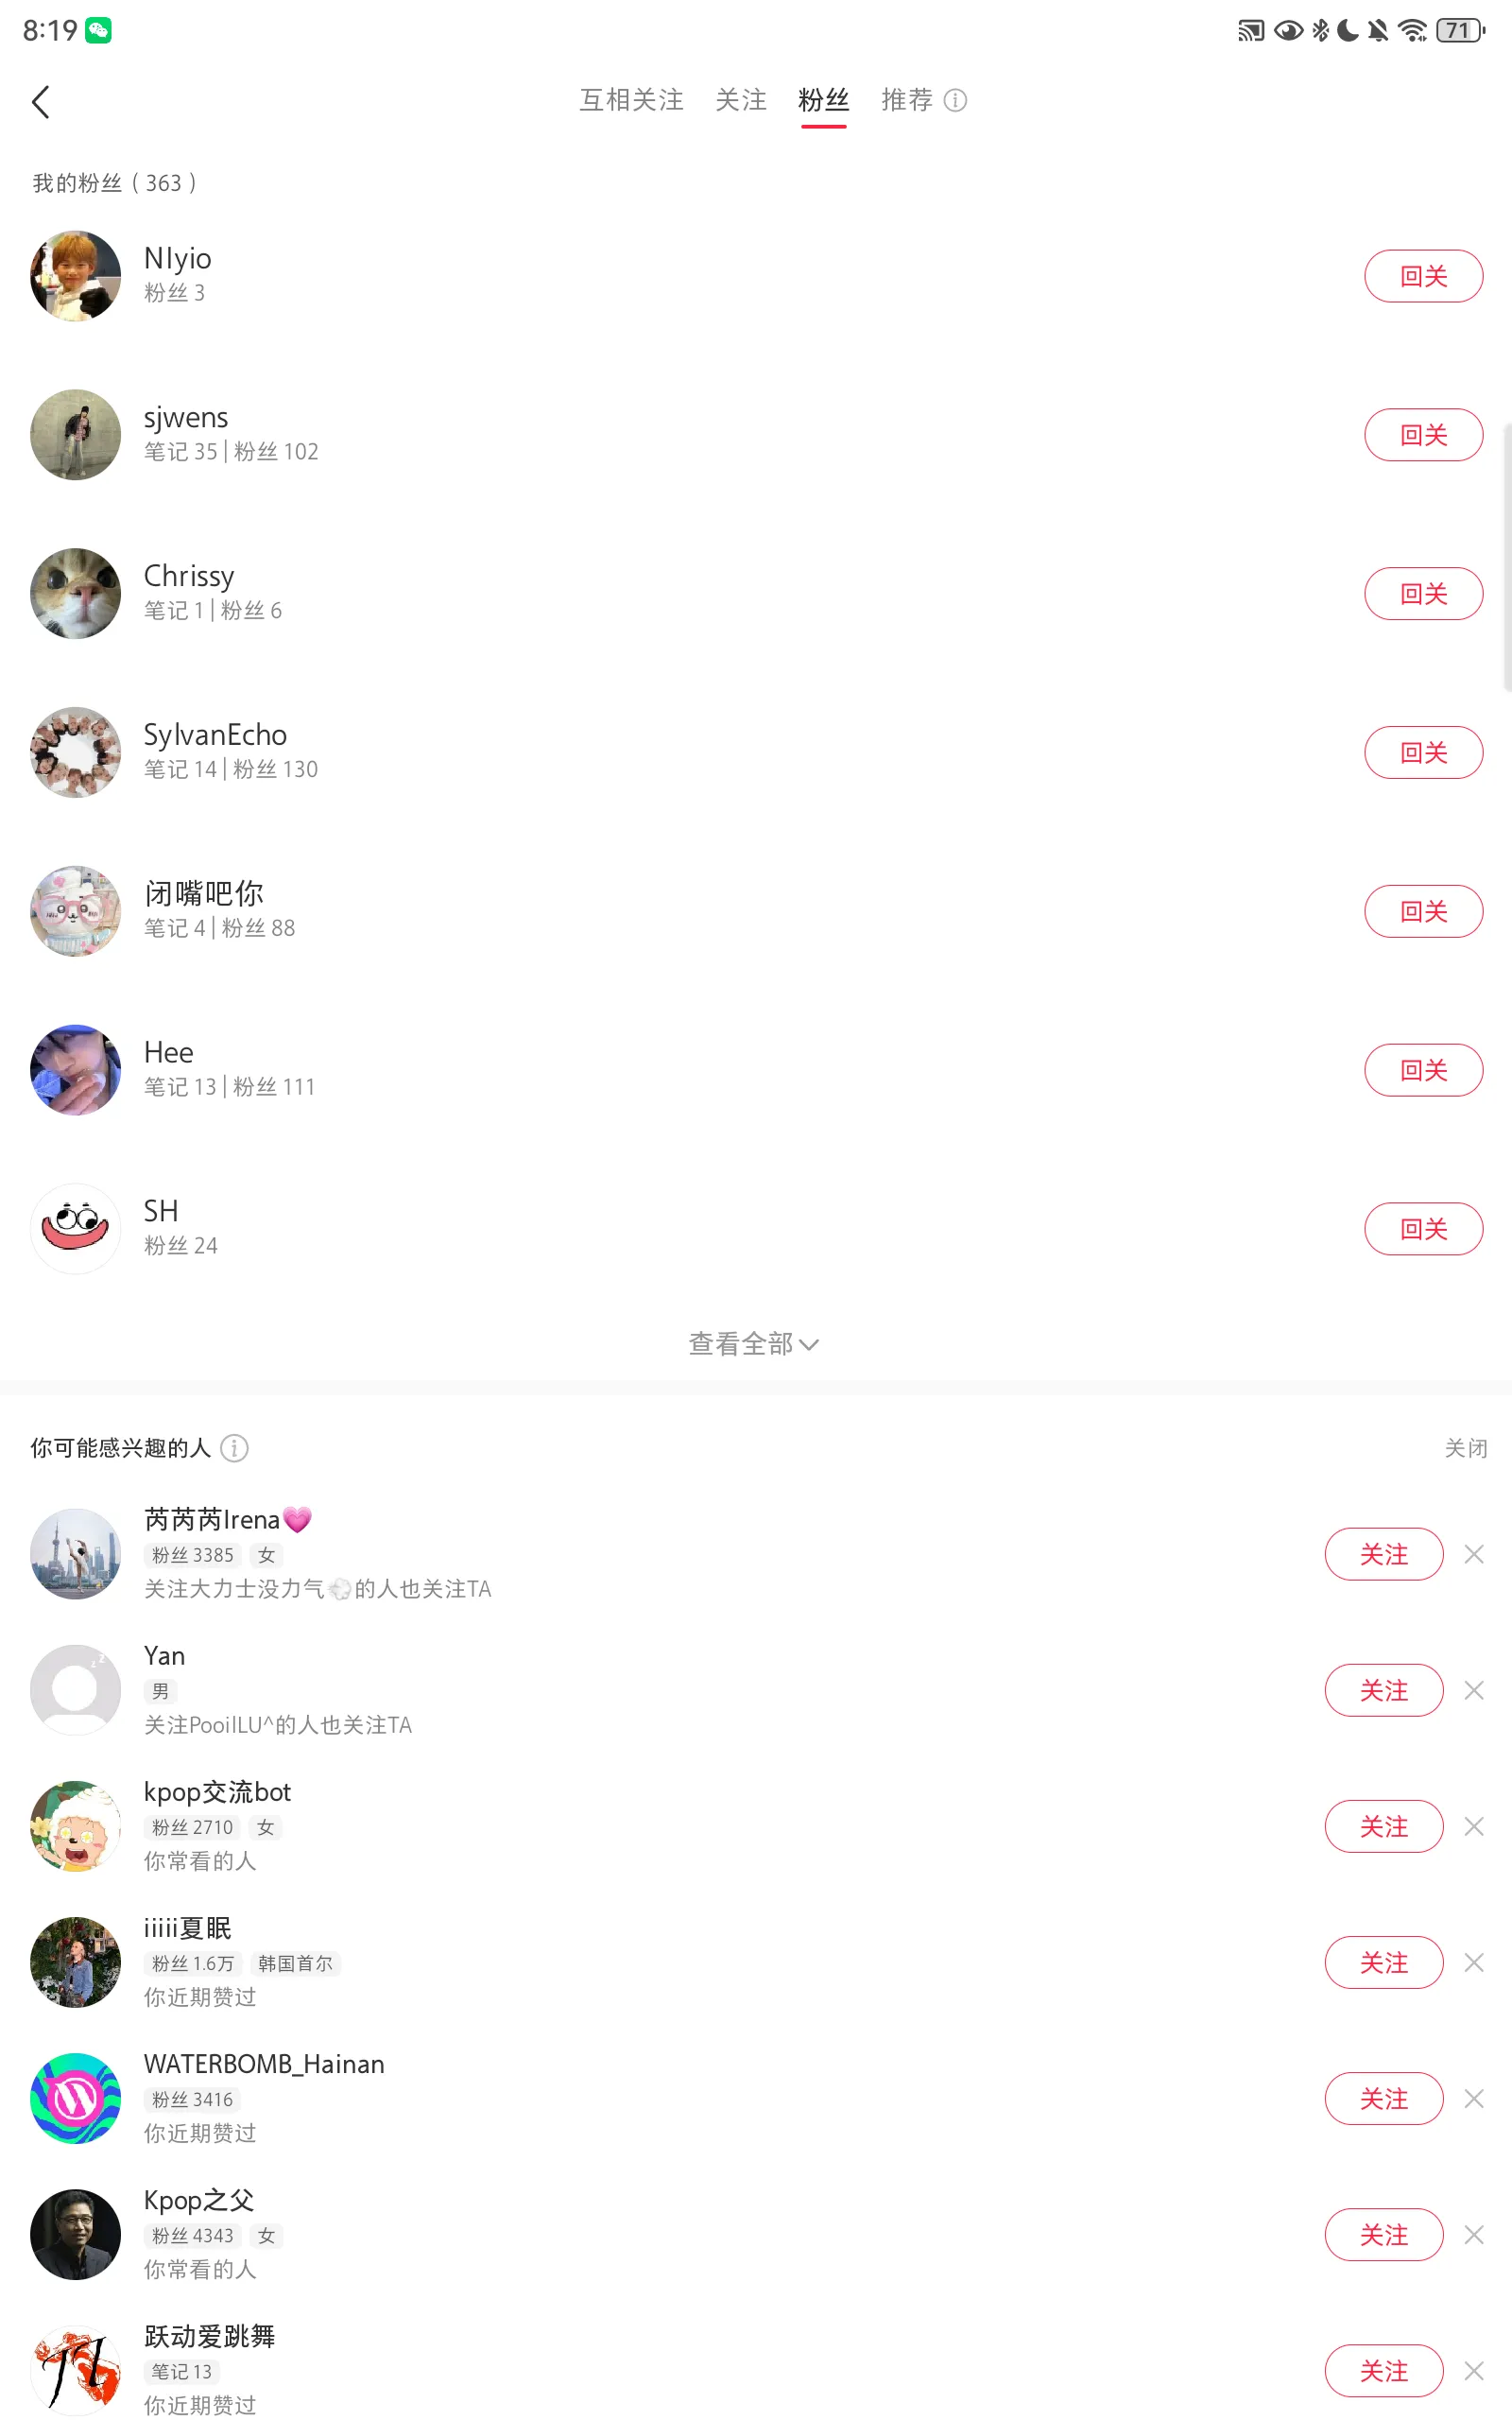 8:19
71
互相关注 关注 粉丝 推荐
我的粉丝（363）
NIyio
粉丝 3
回关
sjwens
笔记 35 | 粉丝 102
回关
Chrissy
笔记 1 | 粉丝 6
回关
SylvanEcho
笔记 14 | 粉丝 130
回关
闭嘴吧你
笔记 4 | 粉丝 88
回关
Hee
笔记 13 | 粉丝 111
回关
SH
粉丝 24
回关
查看全部
你可能感兴趣的人
关闭
芮芮芮Irena💗
粉丝 3385 女
关注大力士没力气💨的人也关注TA
关注
Yan
男
关注PooilLU^的人也关注TA
关注
kpop交流bot
粉丝 2710 女
你常看的人
关注
iiiii夏眠
粉丝 1.6万 韩国首尔
你近期赞过
关注
WATERBOMB_Hainan
粉丝 3416
你近期赞过
关注
Kpop之父
粉丝 4343 女
你常看的人
关注
跃动爱跳舞
笔记 13
你近期赞过
关注